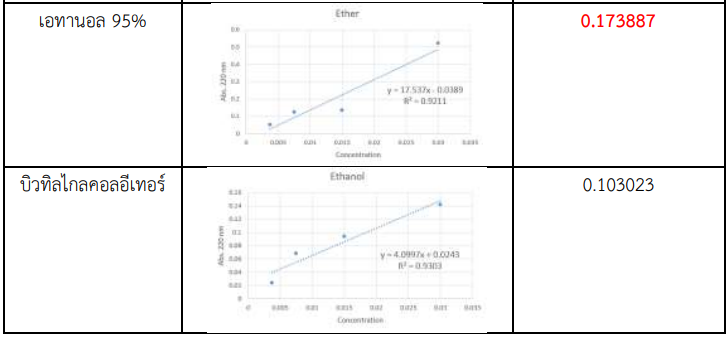 เอทานอล 95%
Ether
0.173887
0.6
0.5
0.4
0.3
0.2
0.1
0
y = 17.537x - 0.0389
R² = 0.9211
Abs. 220 nm
0 0.005 0.01 0.015 0.02 0.025 0.03 0.035
Concentration
บิวทิลไกลคอลอีเทอร์
Ethanol
0.103023
0.16
0.14
0.12
0.1
0.08
0.06
0.04
0.02
0
y = 4.0997x + 0.0243
R² = 0.9303
Abs. 220 nm
0 0.005 0.01 0.015 0.02 0.025 0.03 0.035
Concentration